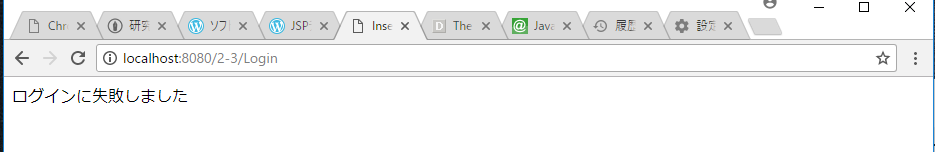 Chr
研究
ソフ
JSP
Inse
The
Java
履歴
設定
localhost:8080/2-3/Login
ログインに失敗しました